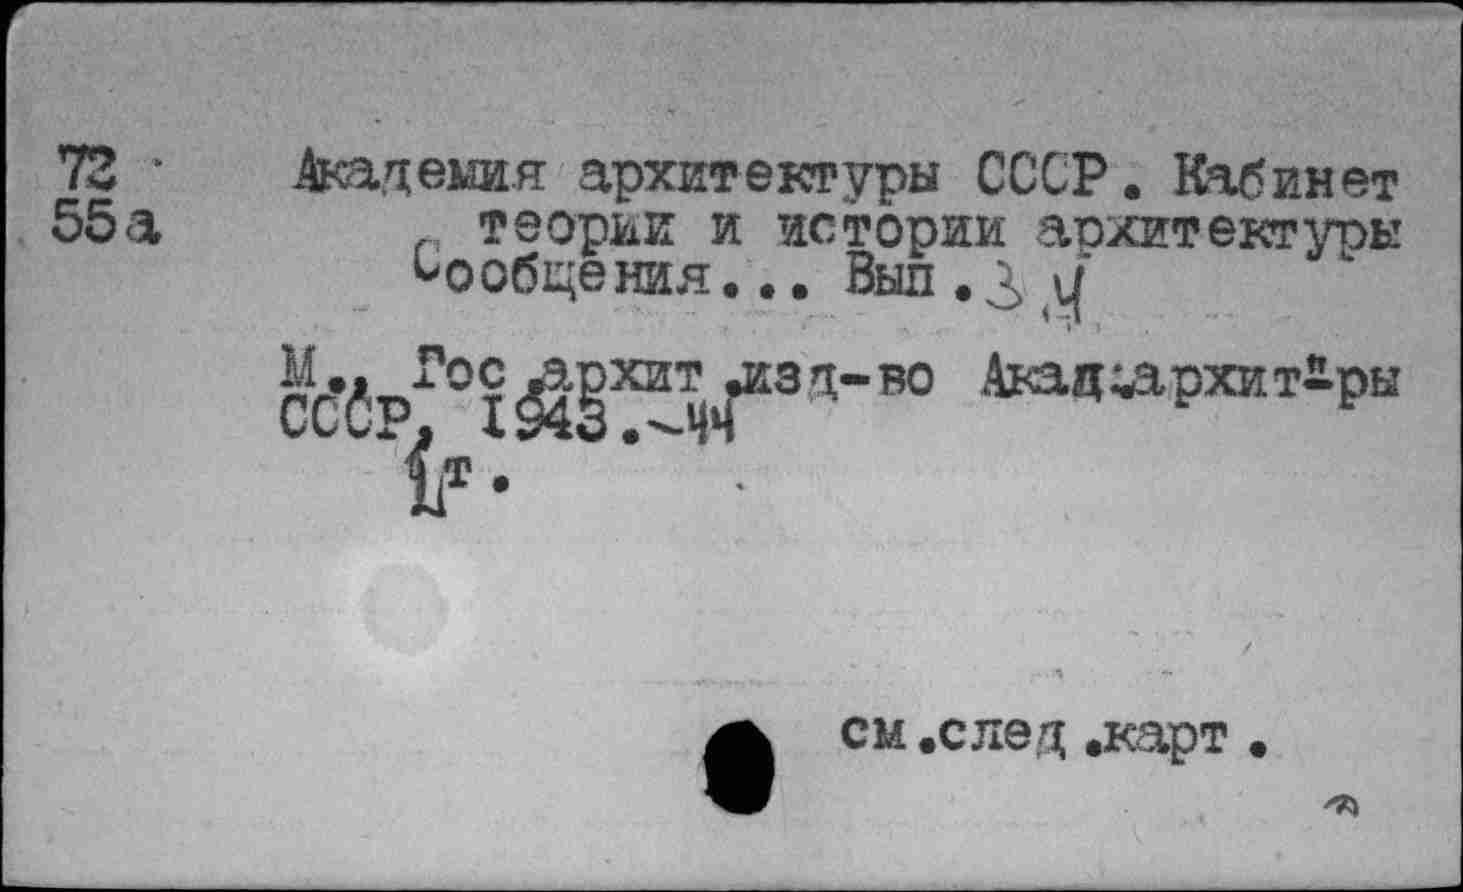 72 Академия архитектуры СССР. Кабинет
55а теории и истории архитектуры
Сообщения... Вып. 3, 4
М., Гос.архит.изд-во Акад.архит-ры
СССР, 1943.-44
т.
см.след.карт.